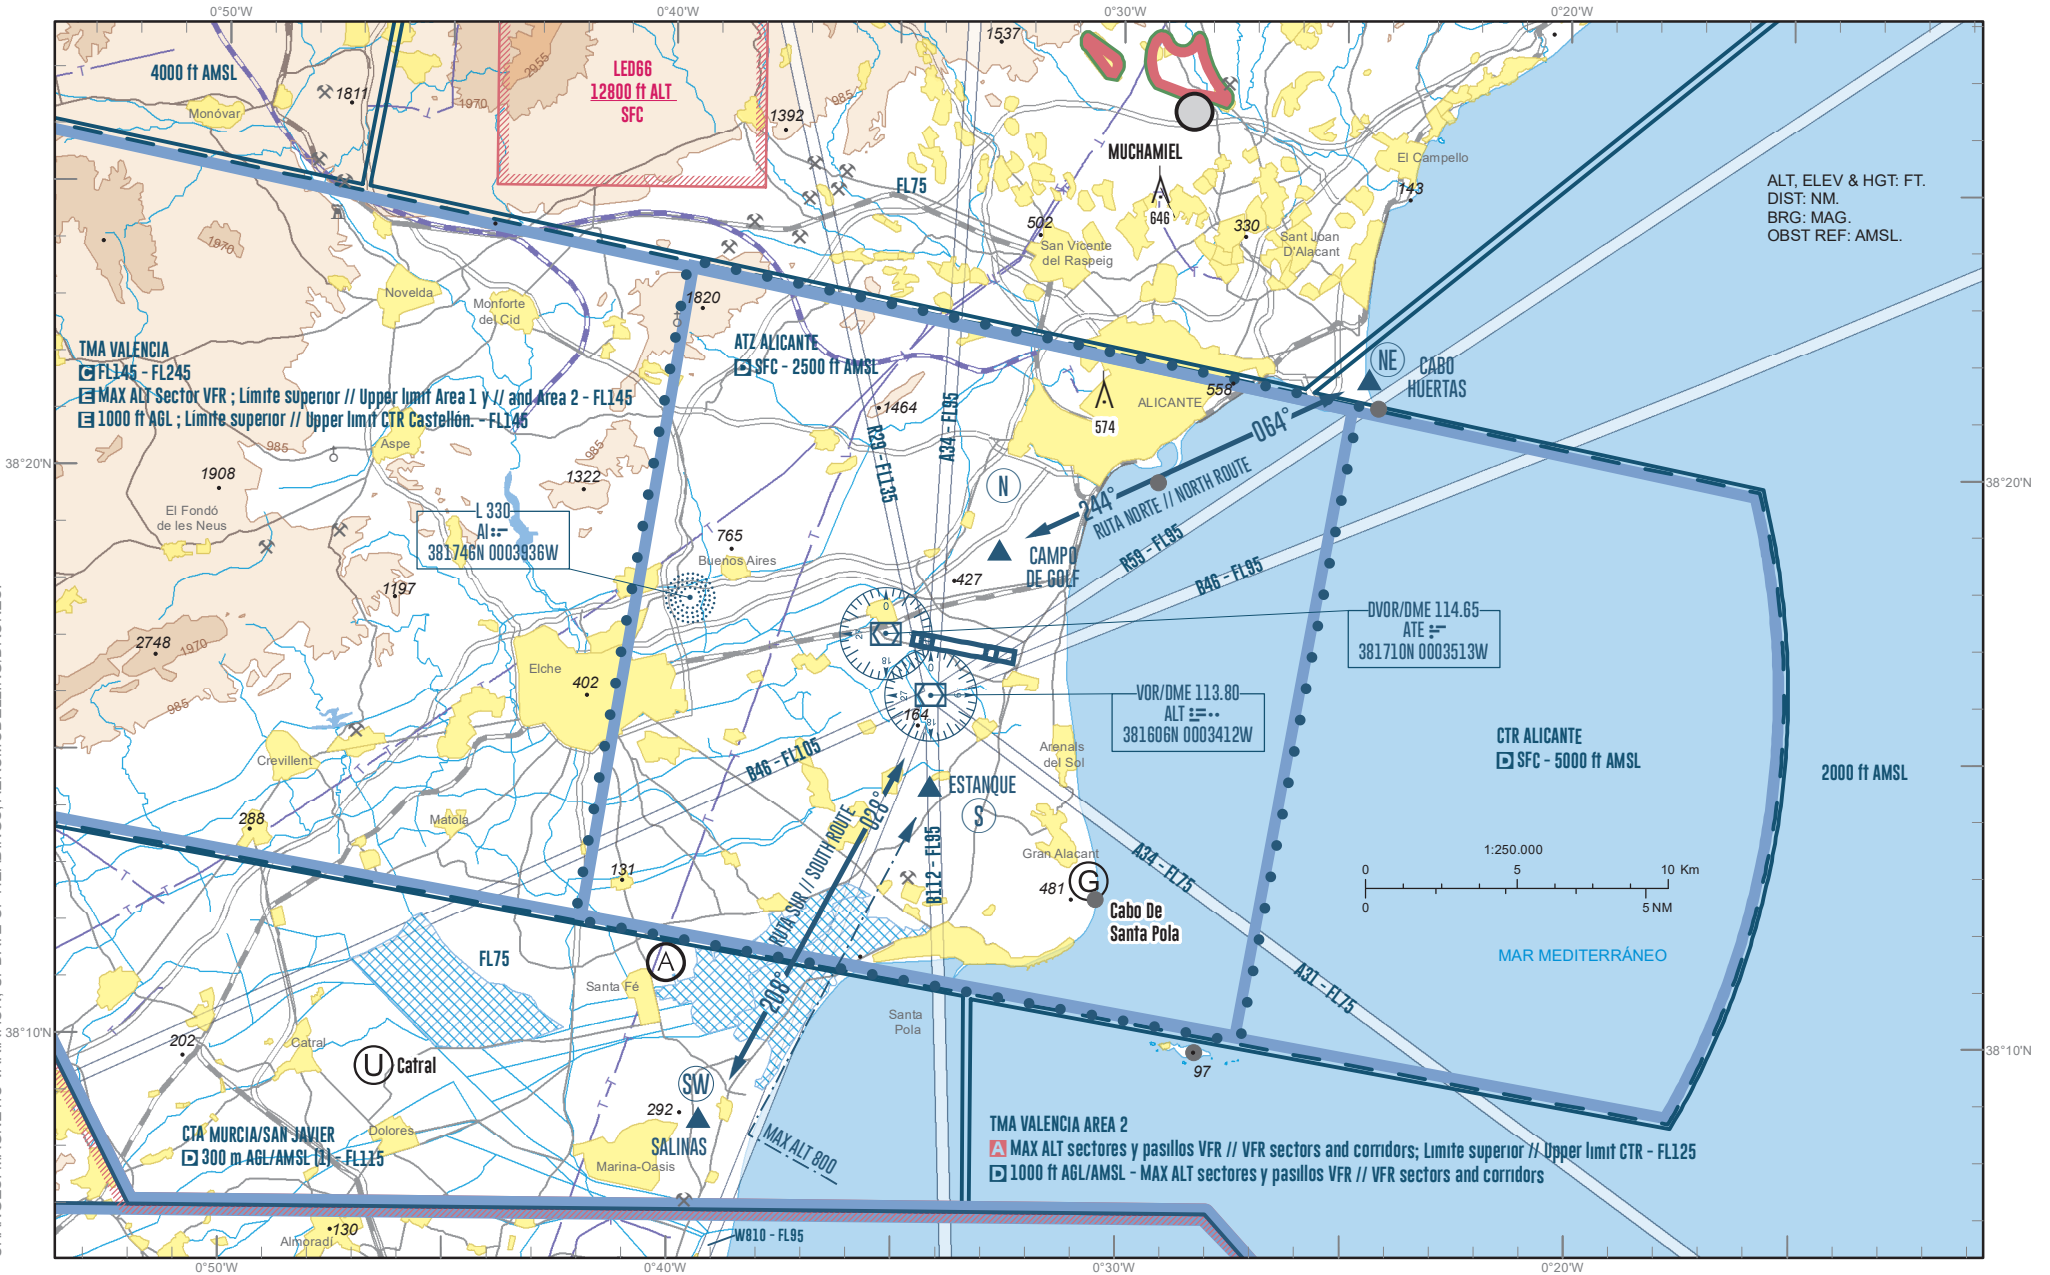 0°50'W
0°40'W
0°30'W
0°20'W
4000 ft AMSL
1811
Monóvar
1970
2955
LED66
12800 ft ALT
SFC
1392
985
1537
MUCHAMIEL
646
El Campello
143
ALT, ELEV & HGT: FT.
DIST: NM.
BRG: MAG.
OBST REF: AMSL.
FL75
502
San Vicente
del Raspeig
330
Sant Joan
D'Alacant
1970
Novelda
Monforte
del Cid
1820
ATZ ALICANTE
D SFC - 2500 ft AMSL
TMA VALENCIA
C FL145 - FL245
E MAX ALT Sector VFR ; Límite superior // Upper limit Area 1 y // and Area 2 - FL145
E 1000 ft AGL ; Límite superior // Upper limit CTR Castellón. - FL145
NE
CABO
HUERTAS
558
ALICANTE
574
1464
A34 - FL95
R29 - FL135
064°
244°
RUTA NORTE // NORTH ROUTE
985
Aspe
985
38°20'N
38°20'N
1908
1322
N
El Fondó
de les Neus
L 330
AI
381746N 0003936W
765
Buenos Aires
CAMPO
DE GOLF
R59 - FL95
B46 - FL95
427
1197
DVOR/DME 114.65
ATE
381710N 0003513W
2748
1970
985
Elche
402
VOR/DME 113.80
ALT
381606N 0003412W
164
CTR ALICANTE
D SFC - 5000 ft AMSL
2000 ft AMSL
Crevillent
B46 - FL105
Arenals
del Sol
ESTANQUE
S
028°
RUTA SUR // SOUTH ROUTE
208°
B112 - FL95
288
Matola
131
Gran Alacant
481
G
Cabo De
Santa Pola
A34 - FL75
1:250.000
0
5
10 Km
0
5 NM
MAR MEDITERRÁNEO
A31 - FL75
FL75
A
Santa Fé
Santa
Pola
38°10'N
38°10'N
202
Catral
U
Catral
97
SW
292
SALINAS
Dolores
CTA MURCIA/SAN JAVIER
D 300 m AGL/AMSL (1) - FL115
Marina-Oasis
MAX ALT 800
TMA VALENCIA AREA 2
A MAX ALT sectores y pasillos VFR // VFR sectors and corridors; Límite superior // Upper limit CTR - FL125
D 1000 ft AGL/AMSL - MAX ALT sectores y pasillos VFR // VFR sectors and corridors
130
Almoradí
W810 - FL95
0°50'W
0°40'W
0°30'W
0°20'W